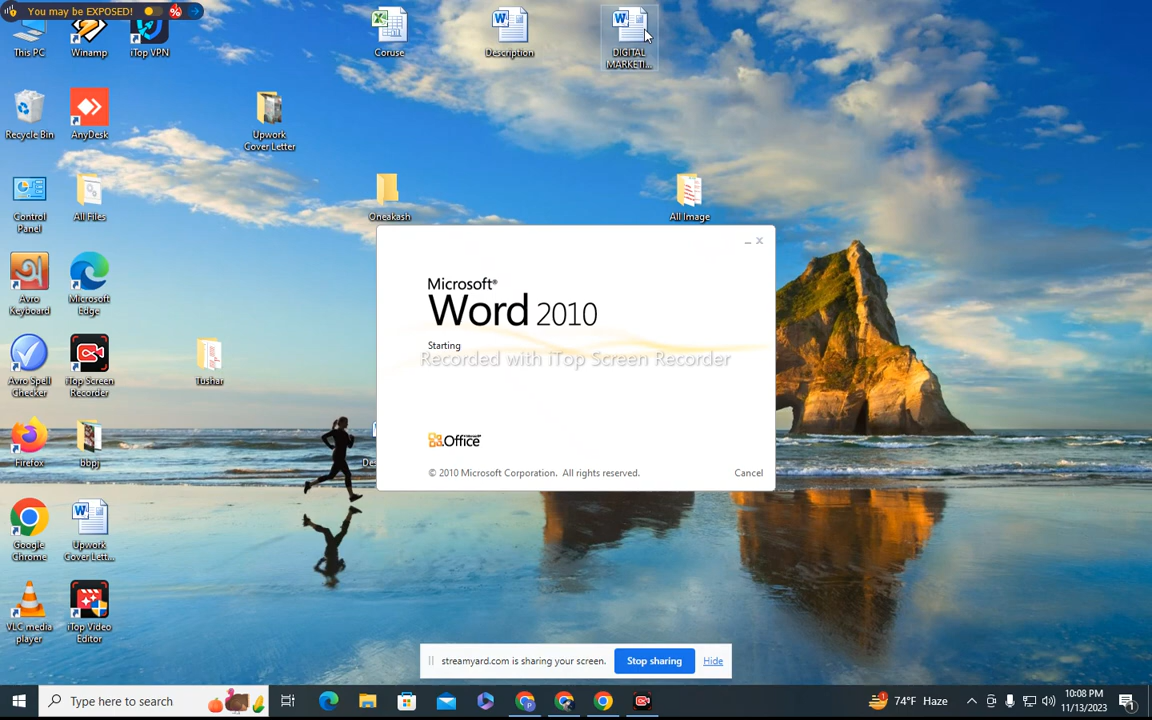 You may be EXPOSED!
This PC
Winamp
iTop VPN
Coruse
Description
DIGITAL
MARKETI...
Recycle Bin
AnyDesk
Upwork
Cover Letter
Control
Panel
All Files
Oneakash
All Image
Avro
Keyboard
Microsoft
Edge
Microsoft®
Word 2010
Starting
Recorded with iTop Screen Recorder
Avro Spell
Checker
iTop Screen
Recorder
Tushar
Office
© 2010 Microsoft Corporation. All rights reserved.
Cancel
Firefox
bbpj
Google
Chrome
Upwork
Cover Lett...
VLC media
player
iTop Video
Editor
streamyard.com is sharing your screen.
Stop sharing
Hide
Type here to search
74°F Haze
10:08 PM
11/13/2023